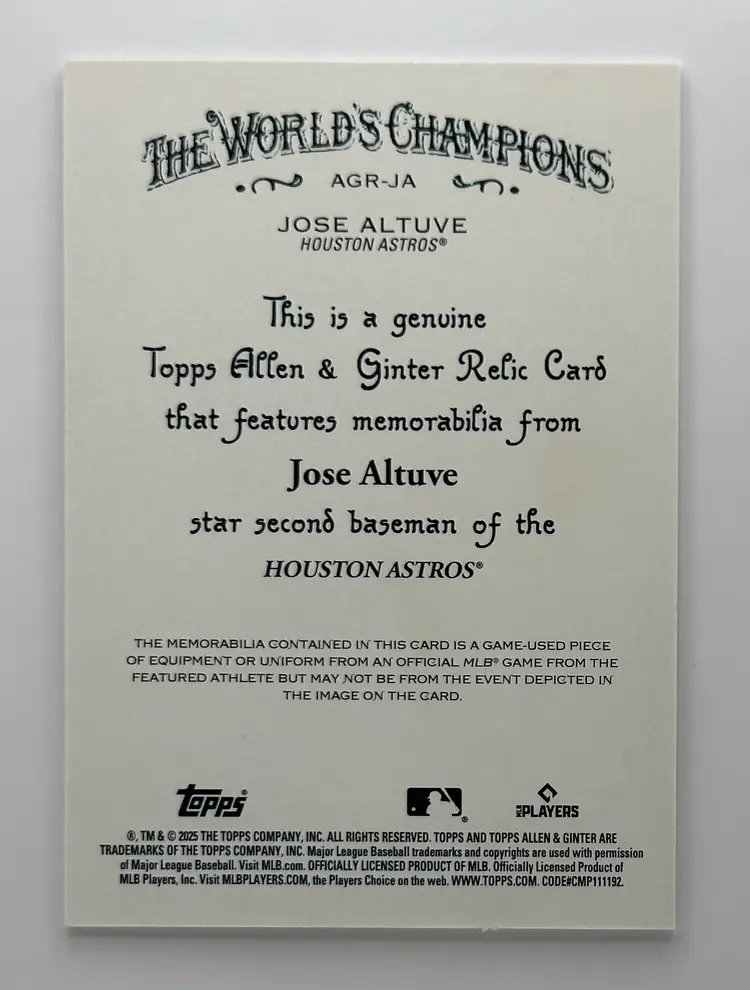 THE WORLD'S CHAMPIONS
AGR-JA
JOSE ALTUVE
HOUSTON ASTROS®
This is a genuine
Topps Allen & Ginter Relic Card
that features memorabilia from
Jose Altuve
star second baseman of the
HOUSTON ASTROS®
THE MEMORABILIA CONTAINED IN THIS CARD IS A GAME-USED PIECE
OF EQUIPMENT OR UNIFORM FROM AN OFFICIAL MLB® GAME FROM THE
FEATURED ATHLETE BUT MAY NOT BE FROM THE EVENT DEPICTED IN
THE IMAGE ON THE CARD.
Topps® ® MLB PLAYERS
®, TM & © 2025 THE TOPPS COMPANY, INC. ALL RIGHTS RESERVED. TOPPS AND TOPPS ALLEN & GINTER ARE
TRADEMARKS OF THE TOPPS COMPANY, INC. Major League Baseball trademarks and copyrights are used with permission
of Major League Baseball. Visit MLB.com. OFFICIALLY LICENSED PRODUCT OF MLB. Officially Licensed Product of
MLB Players, Inc. Visit MLBPLAYERS.COM, the Players Choice on the web. WWW.TOPPS.COM. CODE#CMP111192.